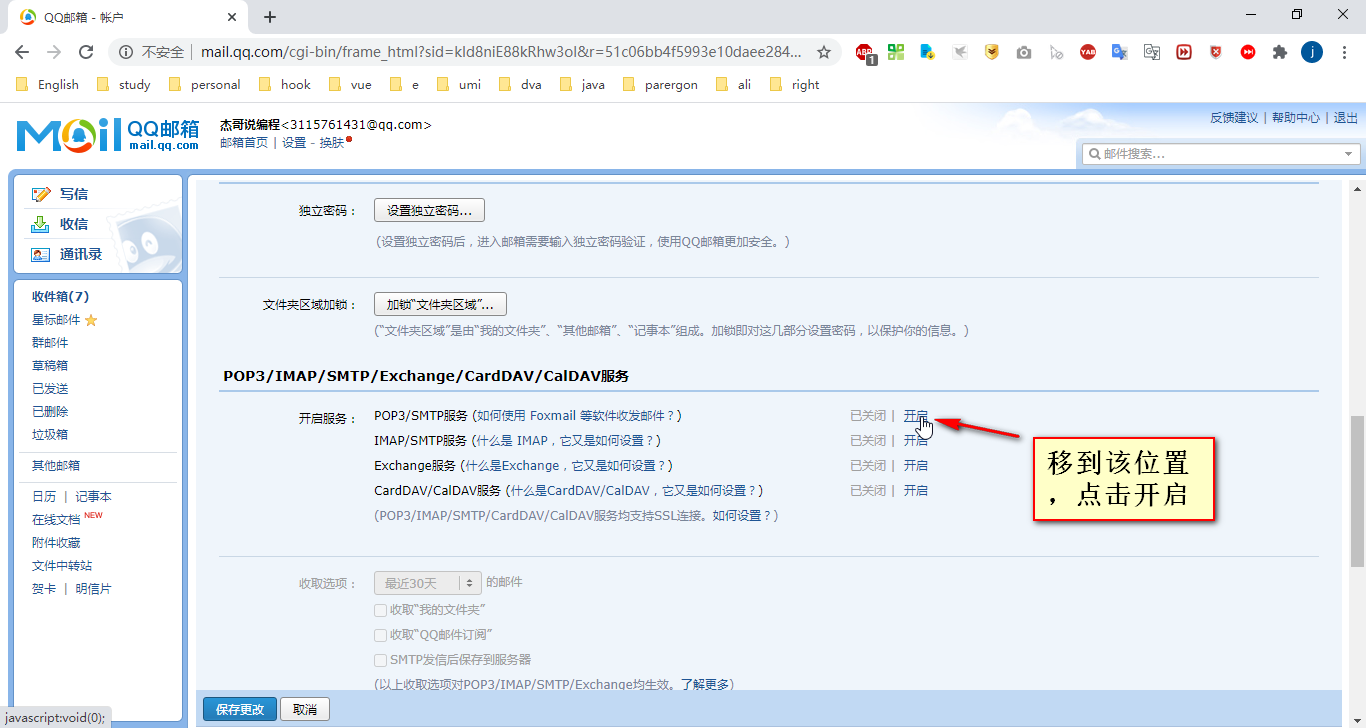 QQ邮箱 - 帐户
不安全 | mail.qq.com/cgi-bin/frame_html?sid=kld8niE88kRhw3oI&r=51c06bb4f5993e10daee284...
ABP 1 YAB j
English study personal hook vue e umi dva java parergon ali right
Mail QQ邮箱 mail.qq.com
杰哥说编程<3115761431@qq.com>
邮箱首页 | 设置 - 换肤
反馈建议 | 帮助中心 | 退出
邮件搜索...
写信
收信
通讯录
收件箱(7)
星标邮件
群邮件
草稿箱
已发送
已删除
垃圾箱
其他邮箱
日历 | 记事本
在线文档 NEW
附件收藏
文件中转站
贺卡 | 明信片
独立密码： 设置独立密码...
(设置独立密码后，进入邮箱需要输入独立密码验证，使用QQ邮箱更加安全。)
文件夹区域加锁： 加锁“文件夹区域”...
(“文件夹区域”是由“我的文件夹”、“其他邮箱”、“记事本”组成。加锁即对这几部分设置密码，以保护你的信息。)
POP3/IMAP/SMTP/Exchange/CardDAV/CalDAV服务
开启服务： POP3/SMTP服务 (如何使用 Foxmail 等软件收发邮件？) 已关闭 | 开启
IMAP/SMTP服务 (什么是 IMAP，它又是如何设置？) 已关闭 | 开启
Exchange服务 (什么是Exchange，它又是如何设置？) 已关闭 | 开启
CardDAV/CalDAV服务 (什么是CardDAV/CalDAV，它又是如何设置？) 已关闭 | 开启
(POP3/IMAP/SMTP/CardDAV/CalDAV服务均支持SSL连接。如何设置？)
移到该位置
，点击开启
收取选项： 最近30天 的邮件
收取“我的文件夹”
收取“QQ邮件订阅”
SMTP发信后保存到服务器
(以上收取选项对POP3/IMAP/SMTP/Exchange均生效。了解更多)
保存更改 取消
javascript:void(0);